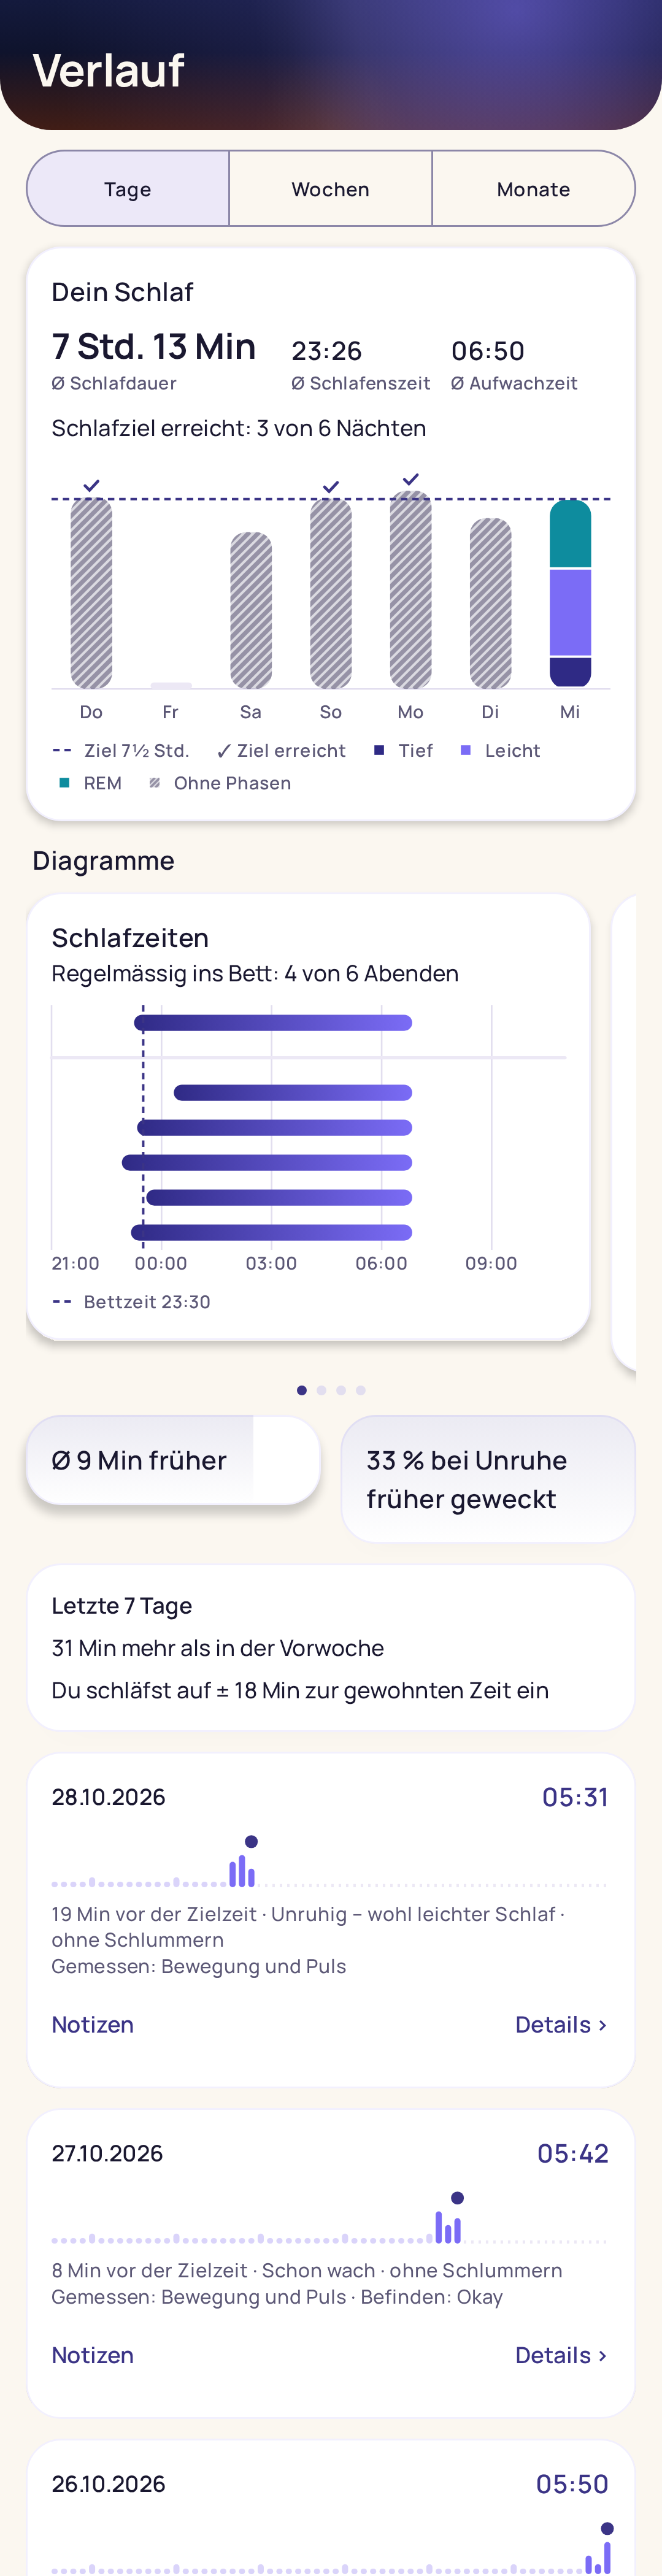 Verlauf
Tage
Wochen
Monate
Dein Schlaf
7 Std. 13 Min
23:26
06:50
Ø Schlafdauer
Ø Schlafenszeit
Ø Aufwachzeit
Schlafziel erreicht: 3 von 6 Nächten
Do
Fr
Sa
So
Mo
Di
Mi
Ziel 7½ Std.
✓ Ziel erreicht
Tief
Leicht
REM
Ohne Phasen
Diagramme
Schlafzeiten
Regelmässig ins Bett: 4 von 6 Abenden
21:00
00:00
03:00
06:00
09:00
Bettzeit 23:30
Ø 9 Min früher
33 % bei Unruhe
früher geweckt
Letzte 7 Tage
31 Min mehr als in der Vorwoche
Du schläfst auf ± 18 Min zur gewohnten Zeit ein
28.10.2026
05:31
19 Min vor der Zielzeit · Unruhig – wohl leichter Schlaf ·
ohne Schlummern
Gemessen: Bewegung und Puls
Notizen
Details ›
27.10.2026
05:42
8 Min vor der Zielzeit · Schon wach · ohne Schlummern
Gemessen: Bewegung und Puls · Befinden: Okay
Notizen
Details ›
26.10.2026
05:50